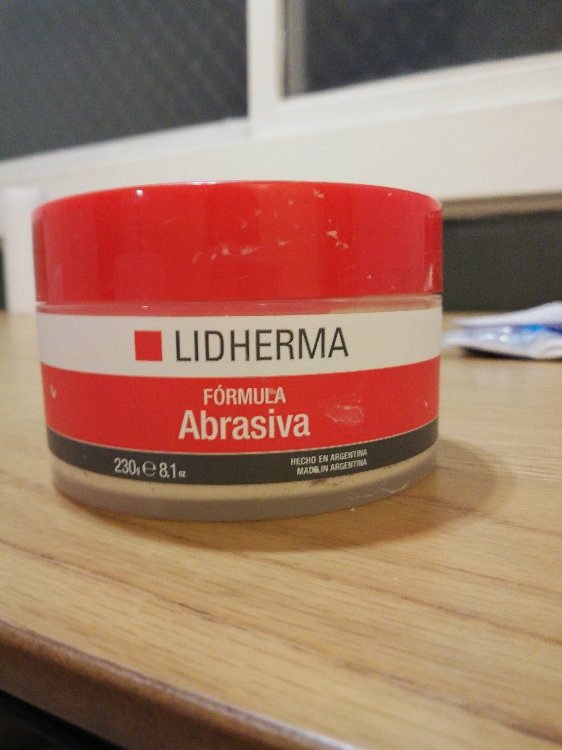 LIDHERMA
FÓRMULA
Abrasiva
230g ℮ 8.1 oz
HECHO EN ARGENTINA
MADE IN ARGENTINA